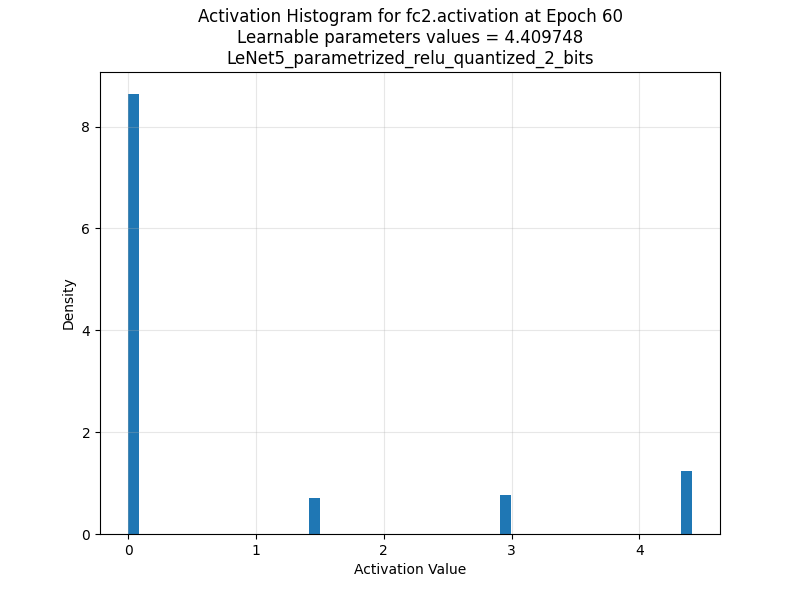 Activation Histogram for fc2.activation at Epoch 60
Learnable parameters values = 4.409748
LeNet5_parametrized_relu_quantized_2_bits
8
6
4
2
0
Density
0 1 2 3 4
Activation Value